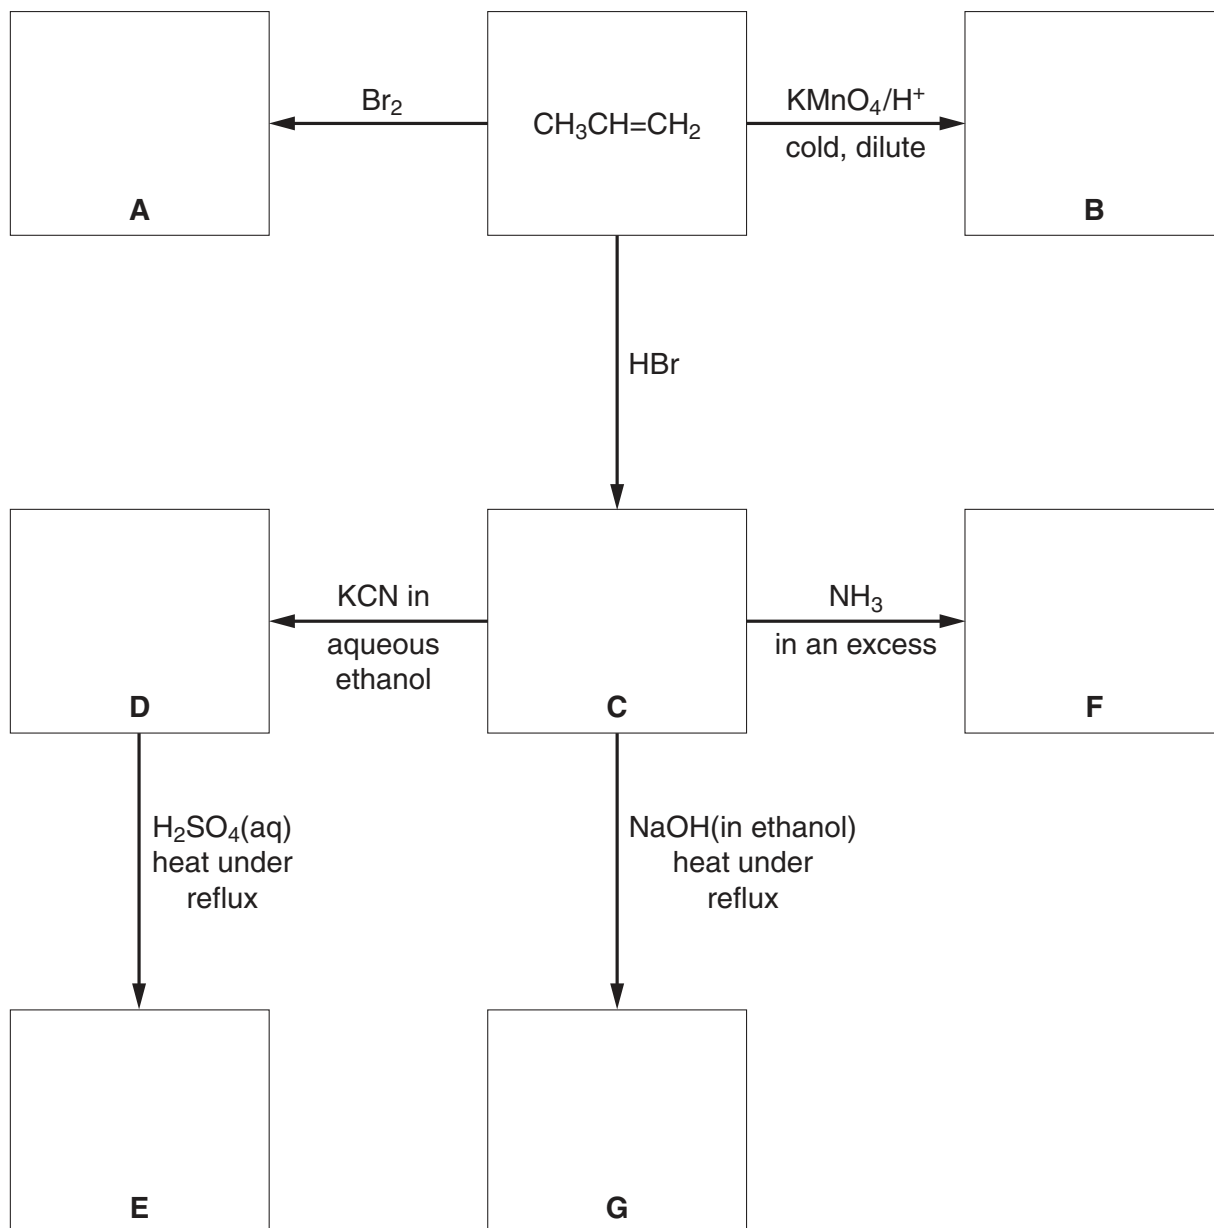 Br₂
CH₃CH=CH₂
KMnO₄/H⁺
cold, dilute
A
B
HBr
KCN in
aqueous
ethanol
NH₃
in an excess
D
C
F
H₂SO₄(aq)
heat under
reflux
NaOH(in ethanol)
heat under
reflux
E
G